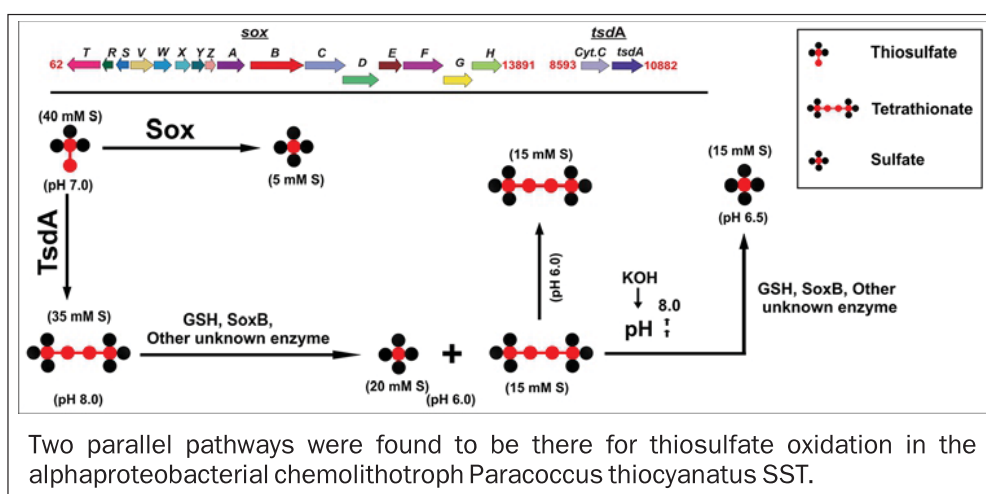 sox
tsdA
T R S V W X Y Z A B C D E F G H Cyt.C tsdA
62 13891 8593 10882
Thiosulfate
Tetrathionate
Sulfate
(40 mM S)
Sox
(pH 7.0)
(5 mM S)
TsdA
(35 mM S)
(pH 8.0)
GSH, SoxB,
Other unknown enzyme
(20 mM S)
+
(pH 6.0)
(15 mM S)
(pH 6.0)
(15 mM S)
KOH
8.0
pH
(15 mM S)
(pH 6.5)
GSH, SoxB, Other
unknown enzyme
Two parallel pathways were found to be there for thiosulfate oxidation in the
alphaproteobacterial chemolithotroph Paracoccus thiocyanatus SST.